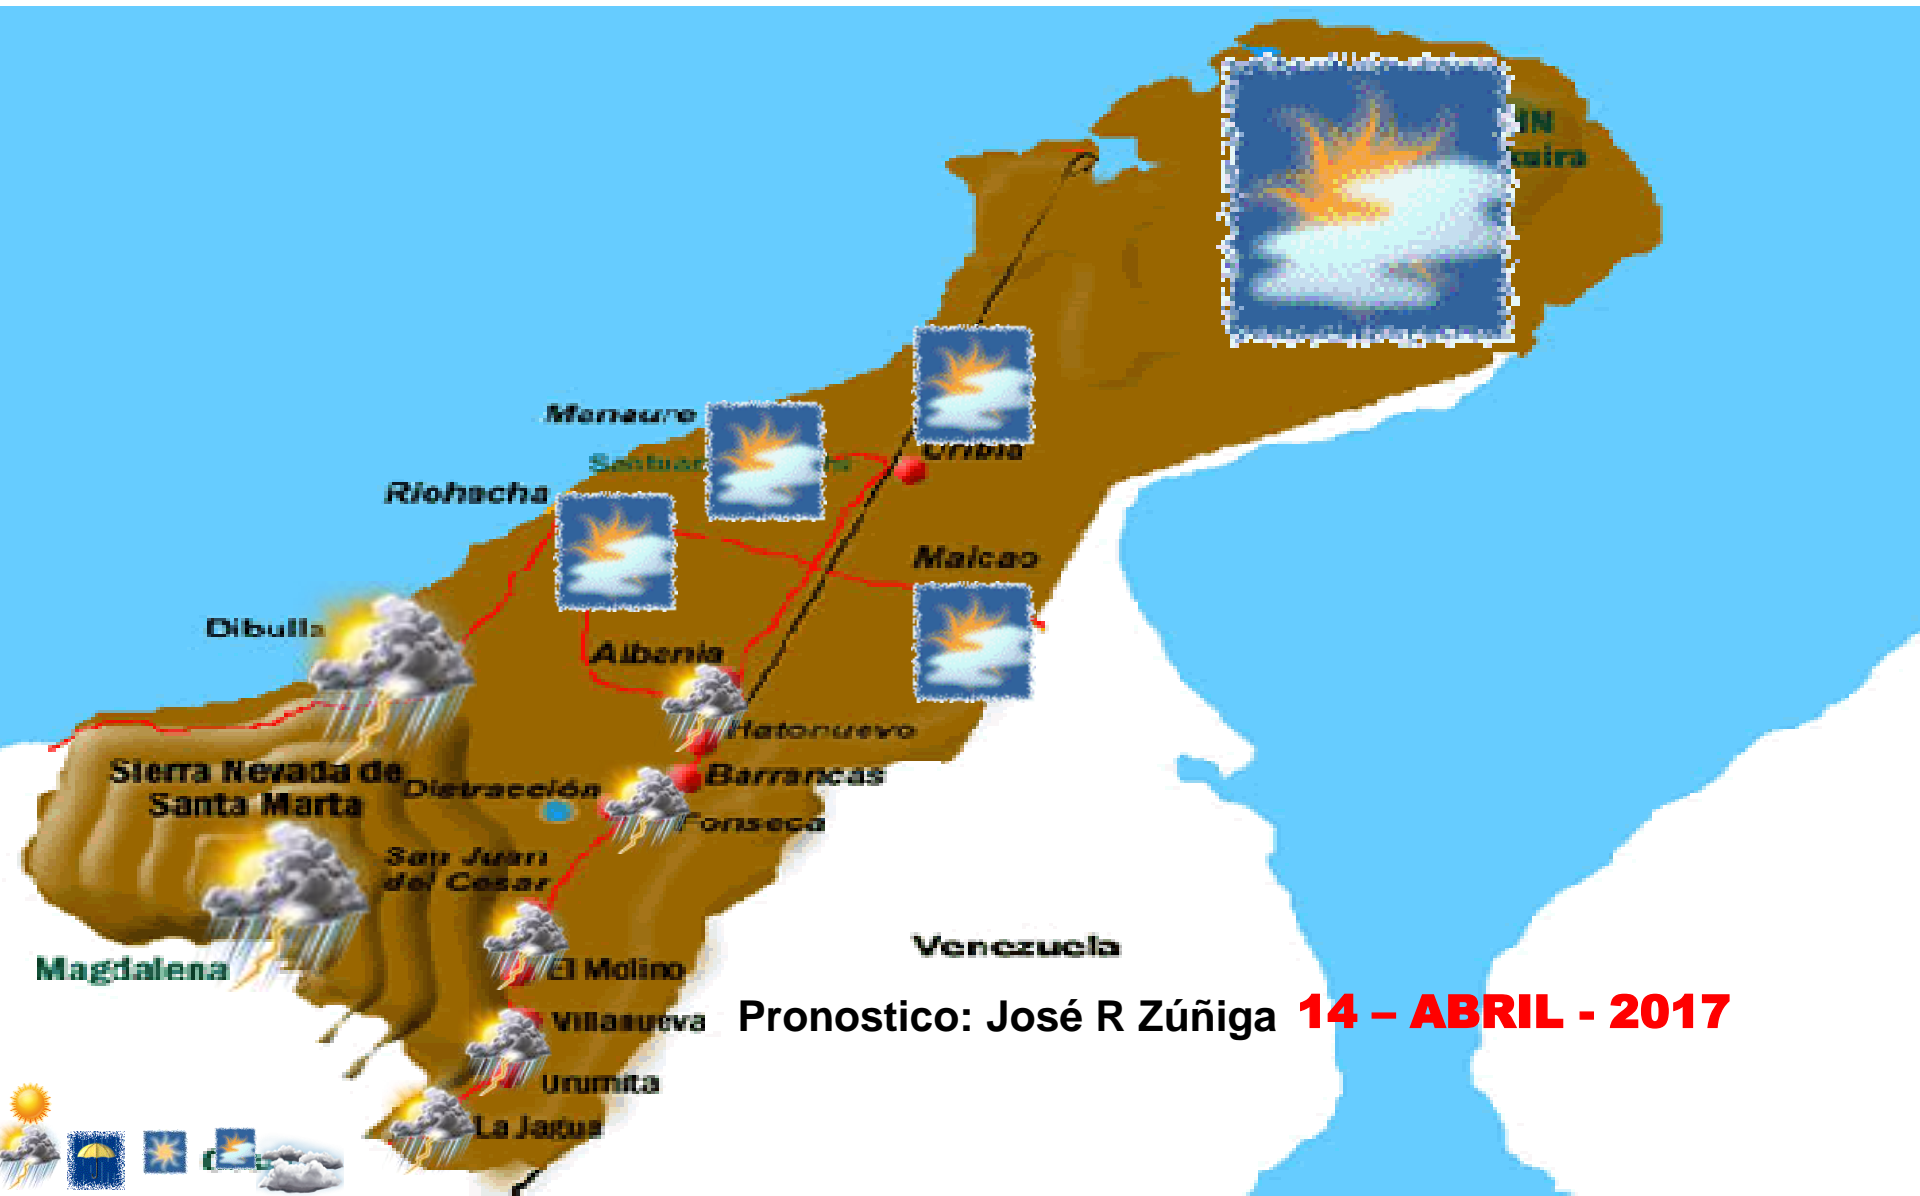 Manaure
Uribia
Riohacha
Maicao
Dibulla
Albania
Hatonuevo
Sierra Nevada de
Santa Marta
Distracción
Barrancas
Fonseca
San Juan
del Cesar
Venezuela
Magdalena
El Molino
Pronostico: José R Zúñiga 14 – ABRIL - 2017
Villanueva
Urumita
La Jagua